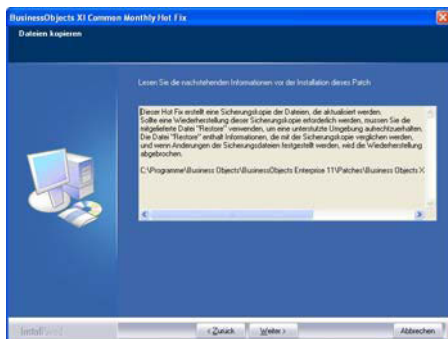 BusinessObjects XI Common Monthly Hot Fix
Dateien kopieren
Lesen Sie die nachstehenden Informationen vor der Installation dieses Patch
Dieser Hot Fix erstellt eine Sicherungskopie der Dateien, die aktualisiert werden.
Sollte eine Wiederherstellung dieser Sicherungskopie erforderlich werden, mussen Sie die
mitgelieferte Datei "Restore" verwenden, um eine unterstutzte Umgebung aufrechtzuerhalten.
Die Datei "Restore" enthalt Informationen, die mit der Sicherungskopie verglichen werden,
und wenn Anderungen der Sicherungsdateien festgestellt werden, wird die Wiederherstellung
abgebrochen.
C:\Programme\Business Objects\BusinessObjects Enterprise 11\Patches\Business Objects X
InstallShield
< Zurück
Weiter >
Abbrechen